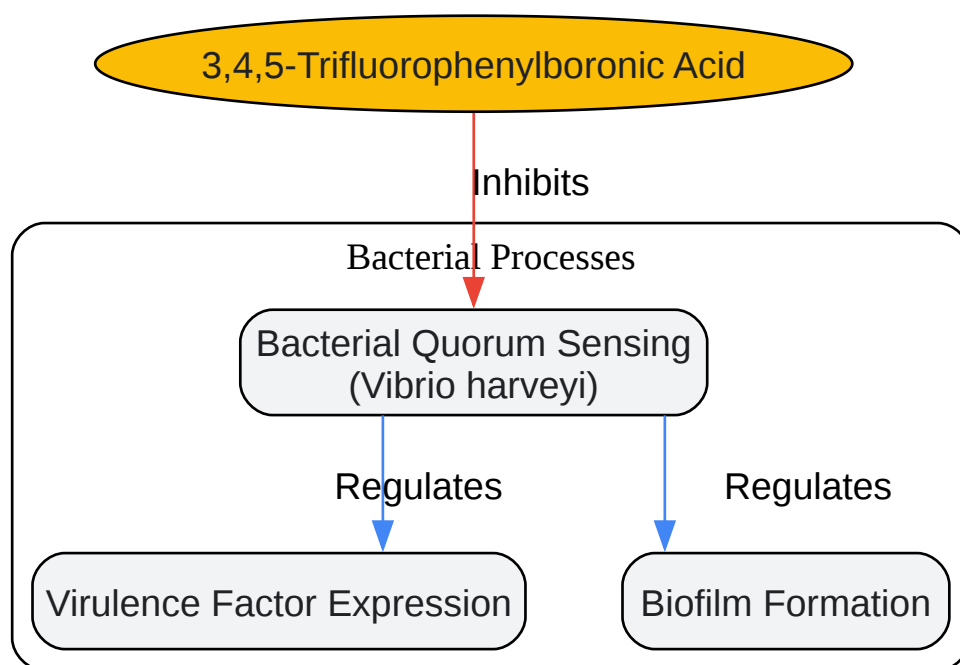 3,4,5-Trifluorophenylboronic Acid
Inhibits
Bacterial Processes
Bacterial Quorum Sensing
(Vibrio harveyi)
Regulates
Regulates
Virulence Factor Expression
Biofilm Formation